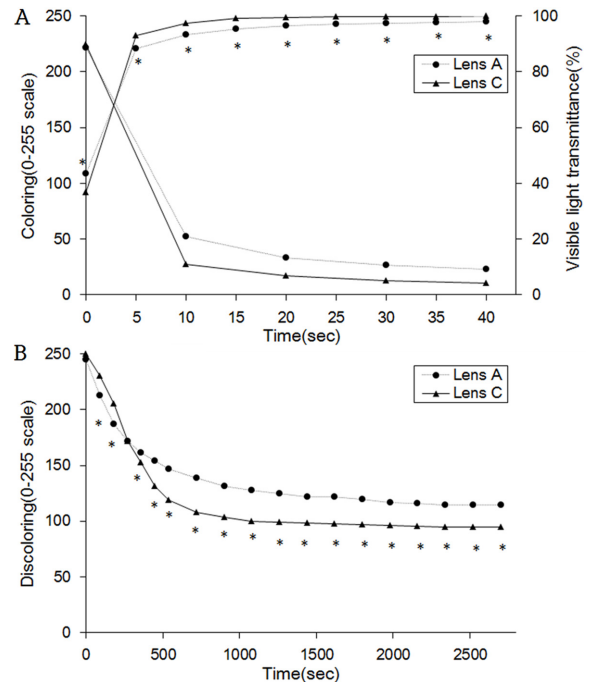 A
250
200
150
100
50
0
Coloring(0-255 scale)
100
80
60
40
20
0
Visible light transmittance(%)
Lens A
Lens C
* * * * * * * * *
0 5 10 15 20 25 30 35 40
Time(sec)
B
250
200
150
100
50
0
Discoloring(0-255 scale)
Lens A
Lens C
* * * * * * * * * * * * * * * *
0 500 1000 1500 2000 2500
Time(sec)